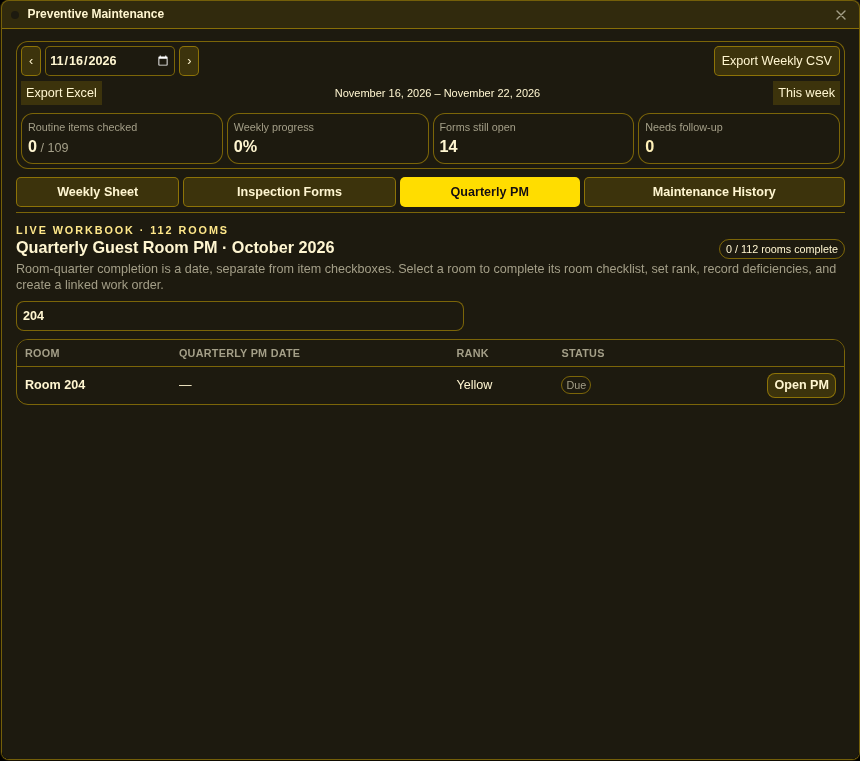 Preventive Maintenance
‹ 11/16/2026 › Export Weekly CSV
Export Excel November 16, 2026 – November 22, 2026 This week
Routine items checked Weekly progress Forms still open Needs follow-up
0 / 109 0% 14 0
Weekly Sheet Inspection Forms Quarterly PM Maintenance History
LIVE WORKBOOK · 112 ROOMS
Quarterly Guest Room PM · October 2026 0 / 112 rooms complete
Room-quarter completion is a date, separate from item checkboxes. Select a room to complete its room checklist, set rank, record deficiencies, and
create a linked work order.
204
ROOM QUARTERLY PM DATE RANK STATUS
Room 204 — Yellow Due Open PM